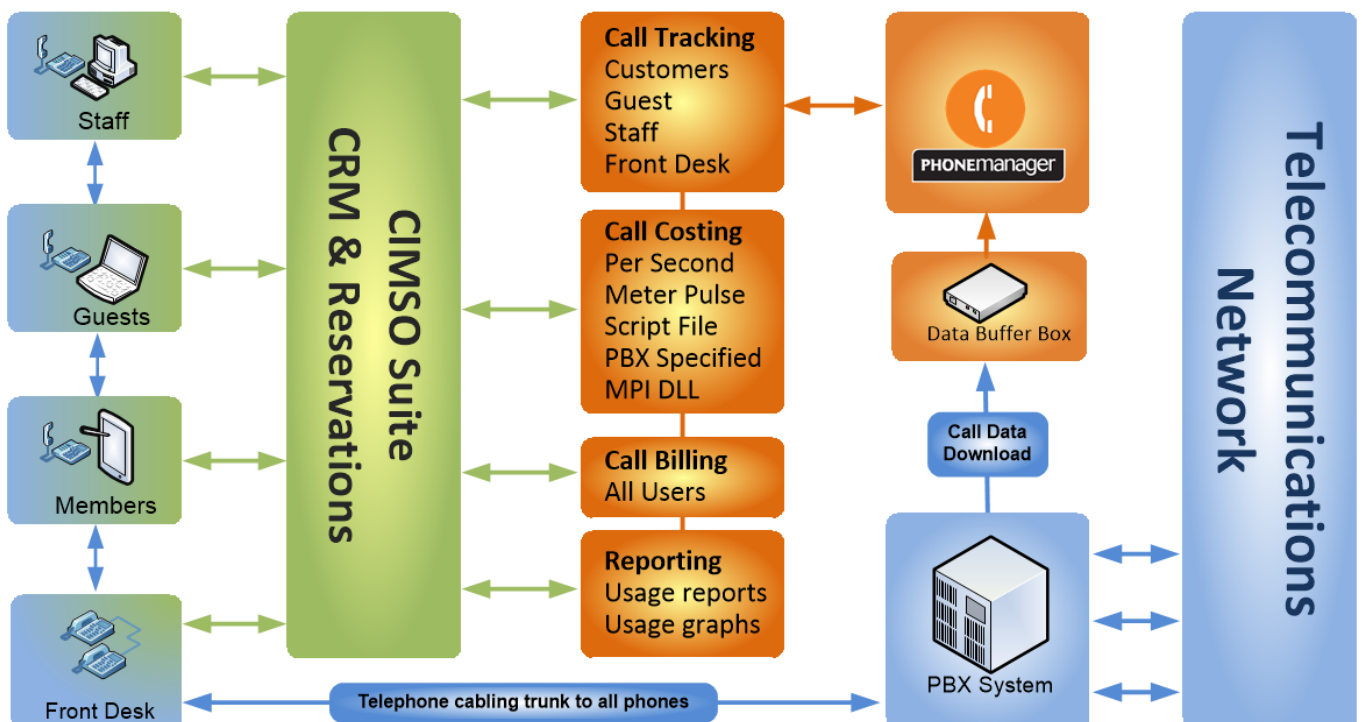 Staff
Guests
Members
Front Desk
CIMSO Suite
CRM & Reservations
Call Tracking
Customers
Guest
Staff
Front Desk
Call Costing
Per Second
Meter Pulse
Script File
PBX Specified
MPI DLL
Call Billing
All Users
Reporting
Usage reports
Usage graphs
PHONEmanager
Data Buffer Box
Call Data
Download
PBX System
Telephone cabling trunk to all phones
Telecommunications
Network